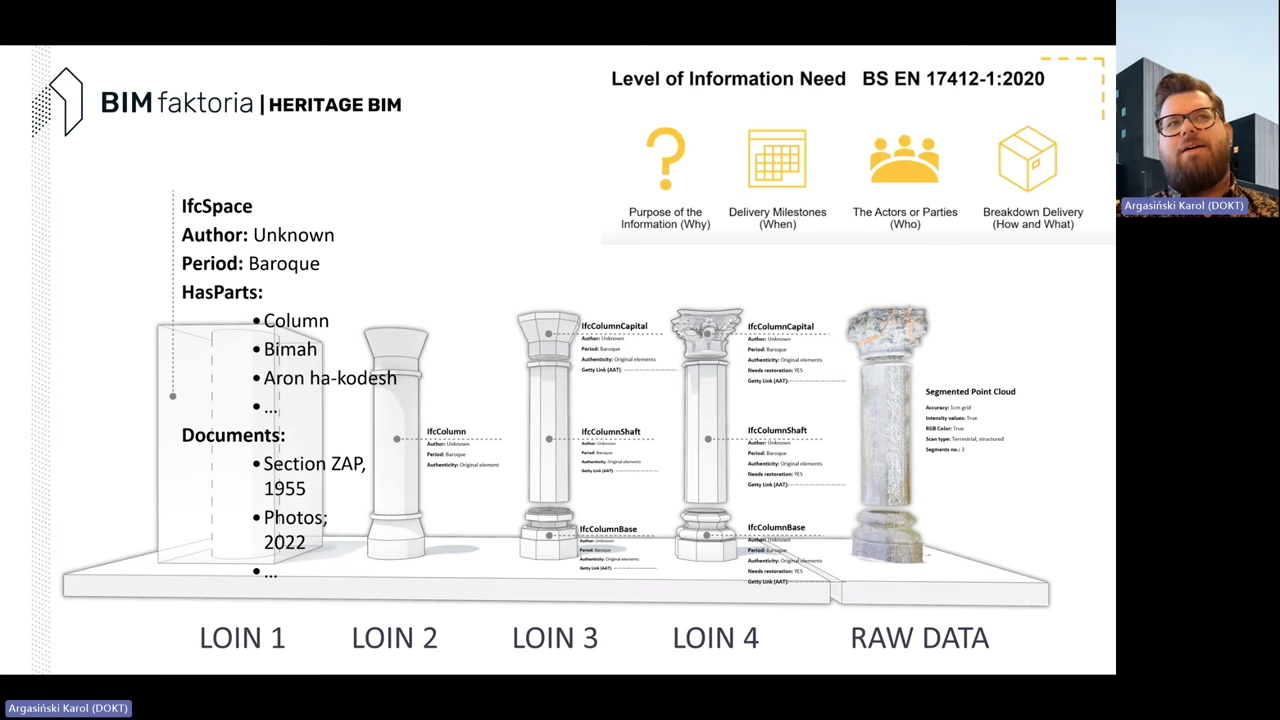 BIM faktoria | HERITAGE BIM
Level of Information Need BS EN 17412-1:2020
Purpose of the
Information (Why)
Delivery Milestones
(When)
The Actors or Parties
(Who)
Breakdown Delivery
(How and What)
Argasiński Karol (DOKT)
IfcSpace
Author: Unknown
Period: Baroque
HasParts:
• Column
• Bimah
• Aron ha-kodesh
• ...
Documents:
• Section ZAP,
1955
• Photos;
2022
• ...
IfcColumn
Author: Unknown
Period: Baroque
Authenticity: Original element
IfcColumnCapital
Author: Unknown
Period: Baroque
Authenticity: Original elements
Getty Link (AAT):
IfcColumnShaft
Author: Unknown
Period: Baroque
Authenticity: Original elements
Getty Link (AAT):
IfcColumnBase
Author: Unknown
Period: Baroque
Authenticity: Original elements
Getty Link (AAT):
IfcColumnCapital
Author: Unknown
Period: Baroque
Authenticity: Original elements
Needs restoration: YES
Getty Link (AAT):
IfcColumnShaft
Author: Unknown
Period: Baroque
Authenticity: Original elements
Needs restoration: YES
Getty Link (AAT):
IfcColumnBase
Author: Unknown
Period: Baroque
Authenticity: Original elements
Needs restoration: YES
Getty Link (AAT):
Segmented Point Cloud
Accuracy: 1cm grid
Intensity values: True
RGB Color: True
Scan type: Terrestrial, structured
Segments no.: 3
LOIN 1
LOIN 2
LOIN 3
LOIN 4
RAW DATA
Argasiński Karol (DOKT)